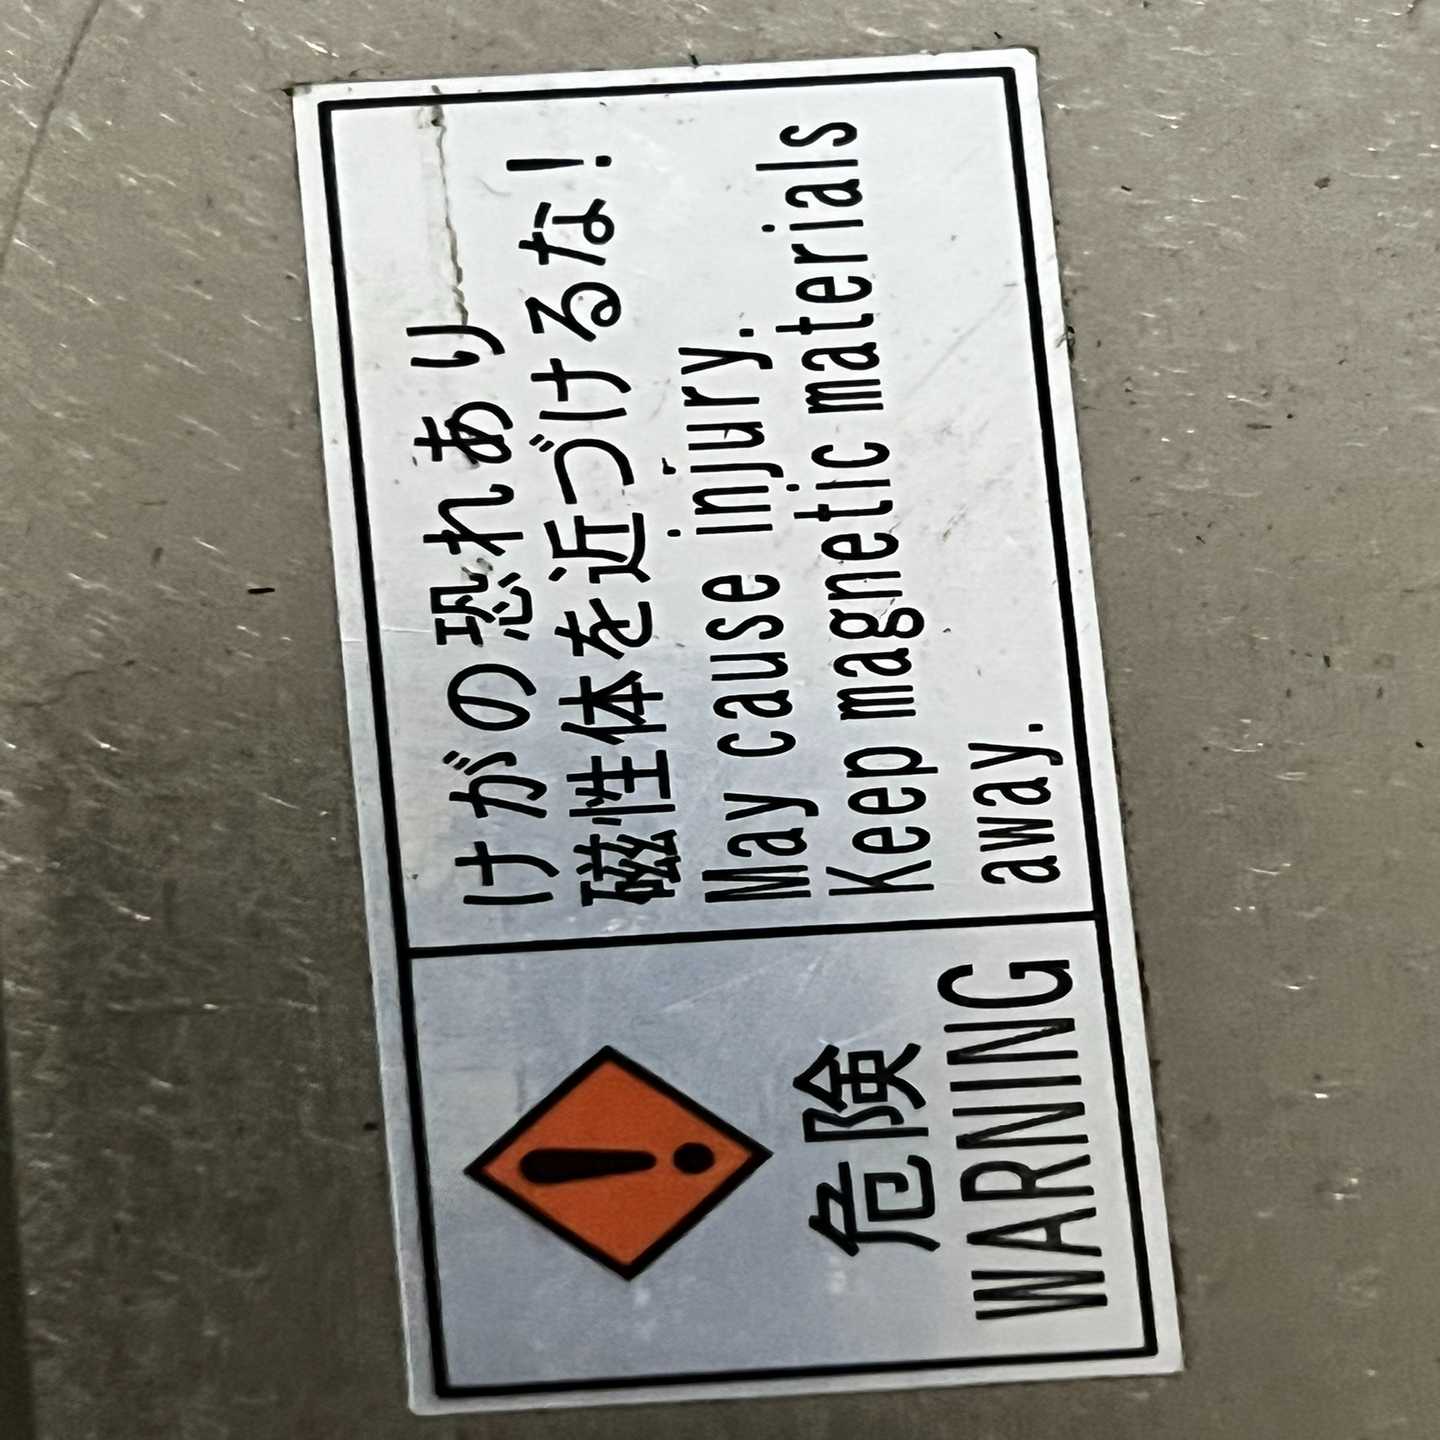 危険
WARNING
けがの恐れあり
磁性体を近づけるな！
May cause injury.
Keep magnetic materials
away.